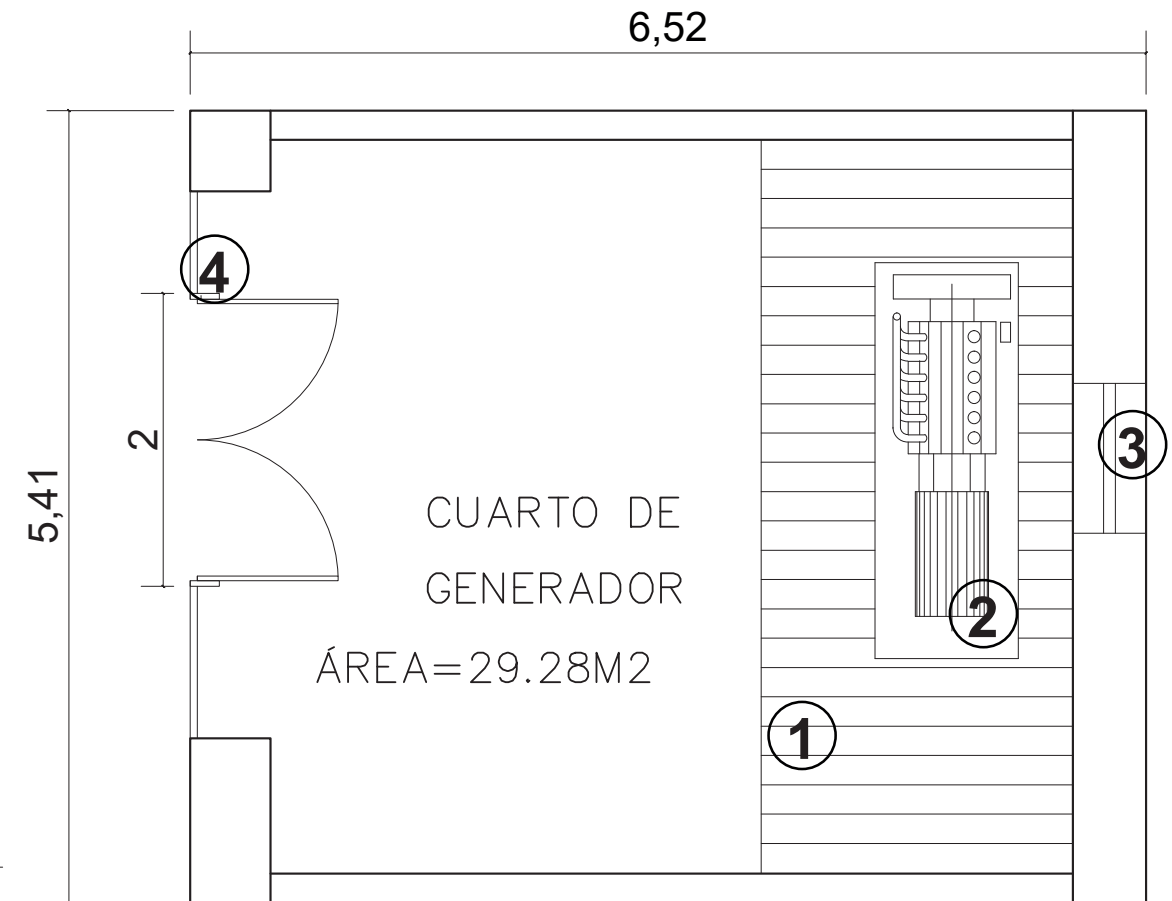 6,52
4
2
5,41
3
CUARTO DE
GENERADOR
2
ÁREA=29.28M2
1